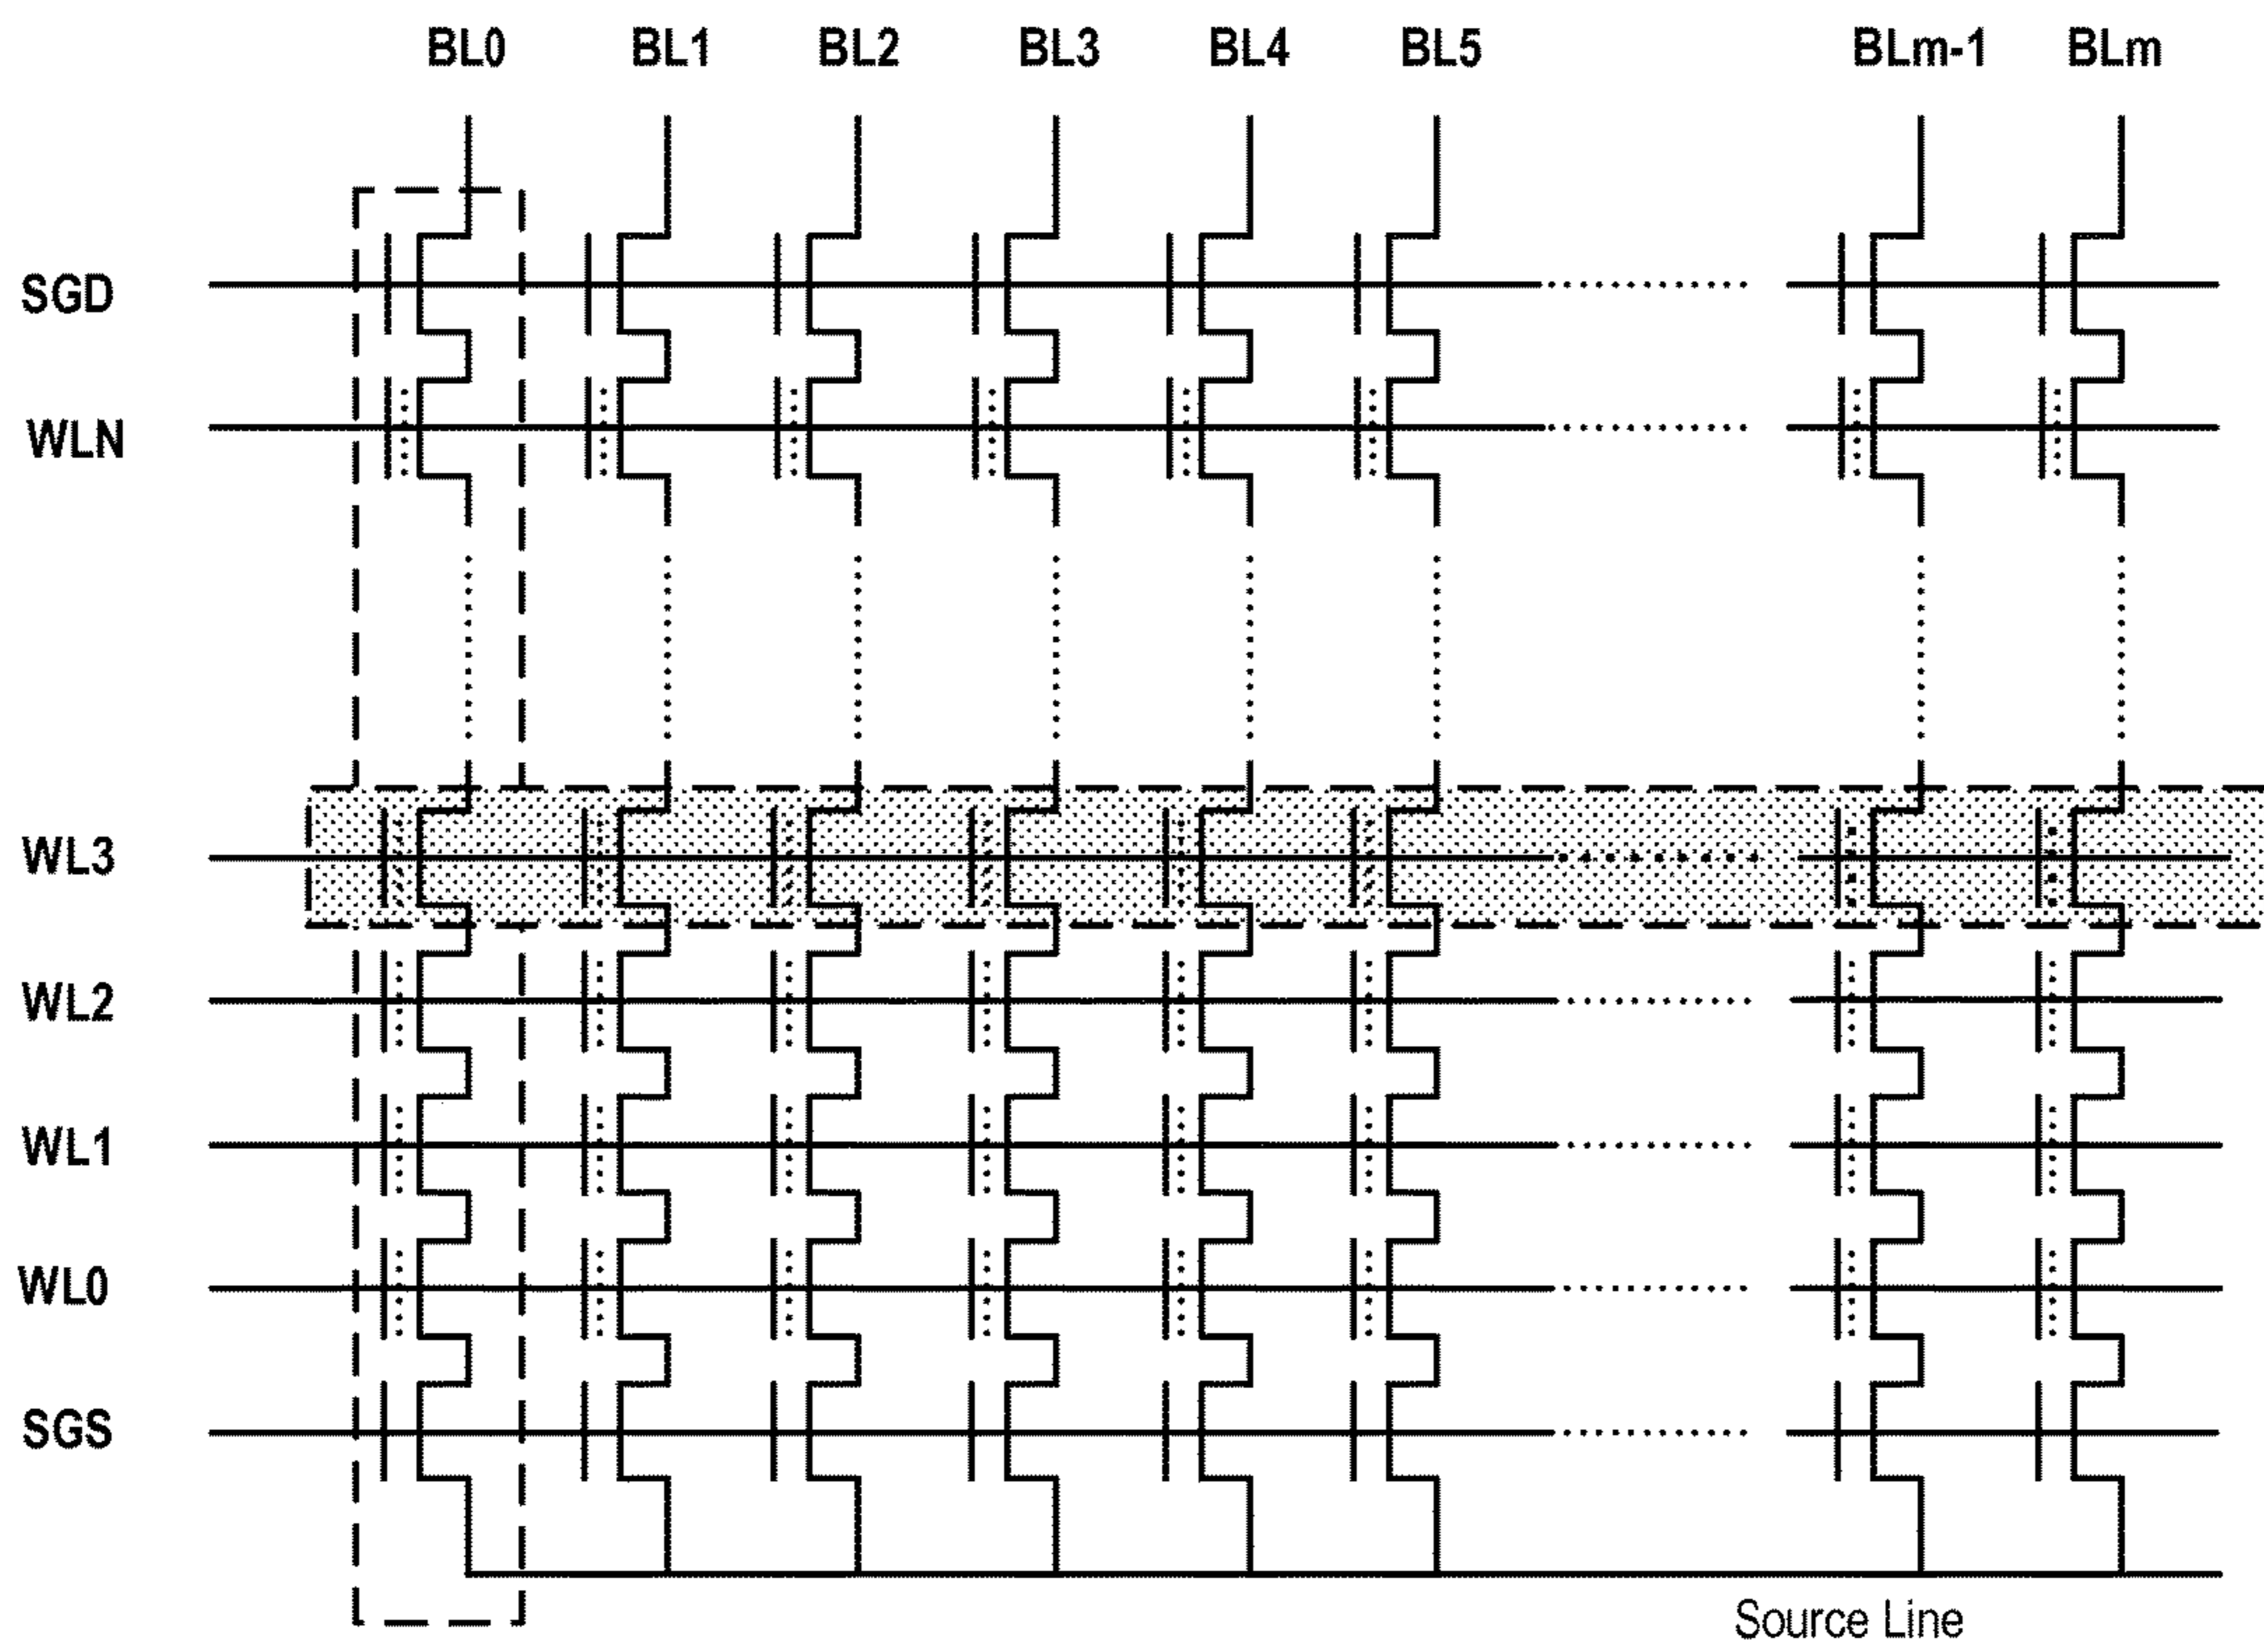 BL0 BL1 BL2 BL3 BL4 BL5 BLm-1 BLm
SGD
WLN
WL3
WL2
WL1
WL0
SGS
Source Line